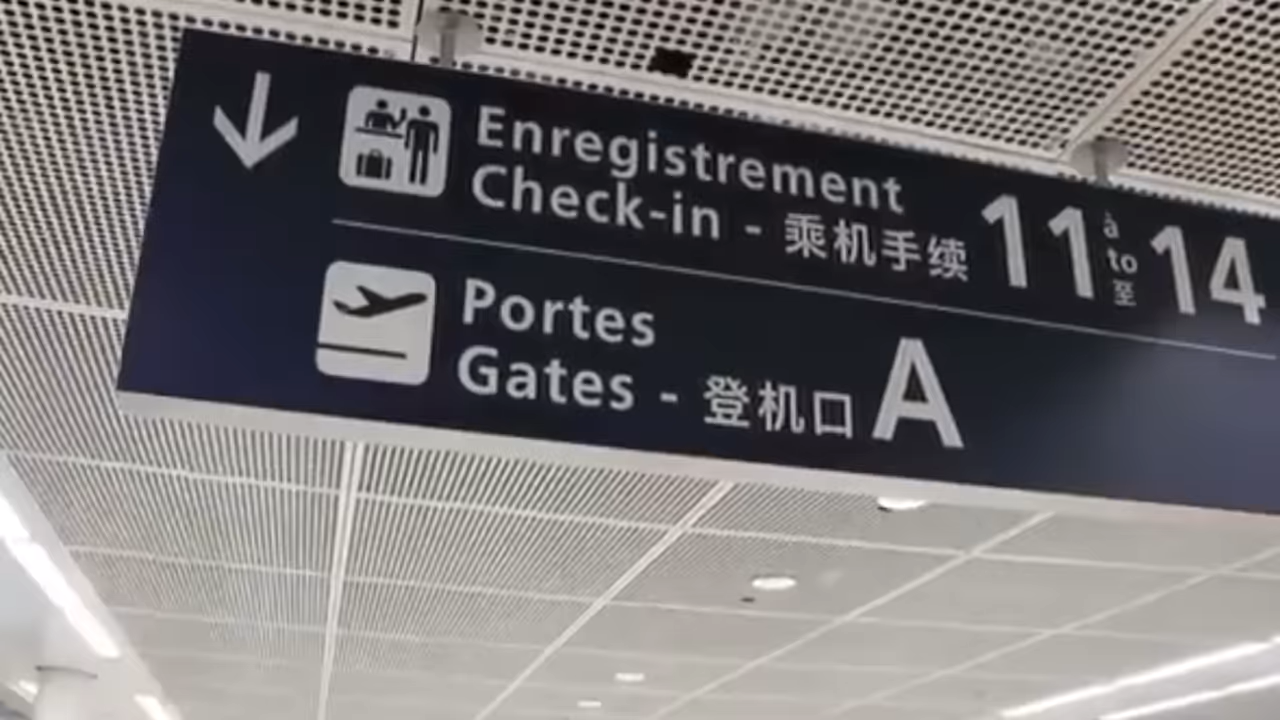 Enregistrement
Check-in - 乘机手续 11 à to 至 14
Portes
Gates - 登机口 A